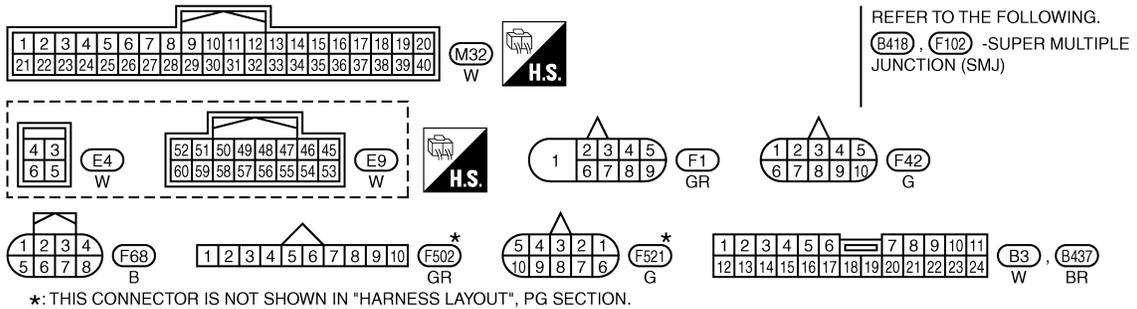 1 2 3 4 5 6 7 8 9 10 11 12 13 14 15 16 17 18 19 20
21 22 23 24 25 26 27 28 29 30 31 32 33 34 35 36 37 38 39 40
M32
W
H.S.
REFER TO THE FOLLOWING.
B418 , F102 -SUPER MULTIPLE
JUNCTION (SMJ)
4 3
6 5
E4
W
52 51 50 49 48 47 46 45
60 59 58 57 56 55 54 53
E9
W
H.S.
1
2 3 4 5
6 7 8 9
F1
GR
1 2 3 4 5
6 7 8 9 10
F42
G
1 2 3 4
5 6 7 8
F68
B
1 2 3 4 5 6 7 8 9 10
F502 *
GR
5 4 3 2 1
10 9 8 7 6
F521 *
G
1 2 3 4 5 6 7 8 9 10 11
12 13 14 15 16 17 18 19 20 21 22 23 24
B3 , B437
W BR
*: THIS CONNECTOR IS NOT SHOWN IN "HARNESS LAYOUT", PG SECTION.